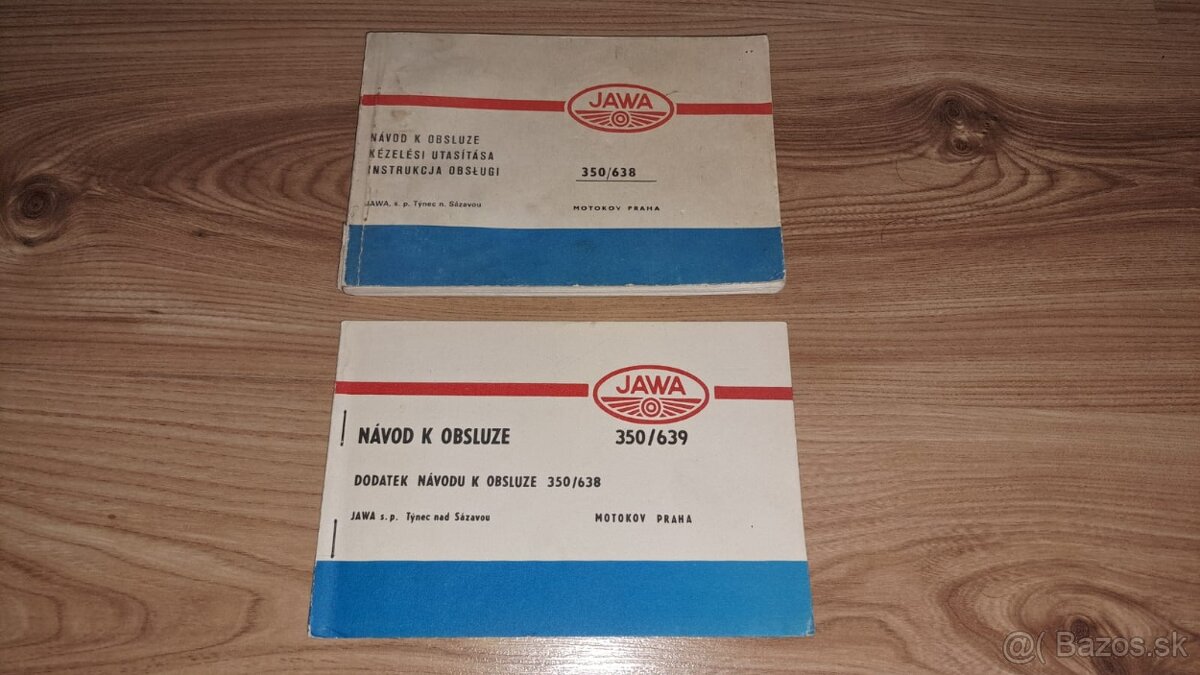 JAWA
NÁVOD K OBSLUZE
KÉZELÉSI UTASÍTÁSA
INSTRUKCJA OBSŁUGI
350/638
JAWA, s. p. Týnec n. Sázavou
MOTOKOV PRAHA
JAWA
NÁVOD K OBSLUZE
350/639
DODATEK NÁVODU K OBSLUZE 350/638
JAWA s. p. Týnec nad Sázavou
MOTOKOV PRAHA
@( Bazos.sk